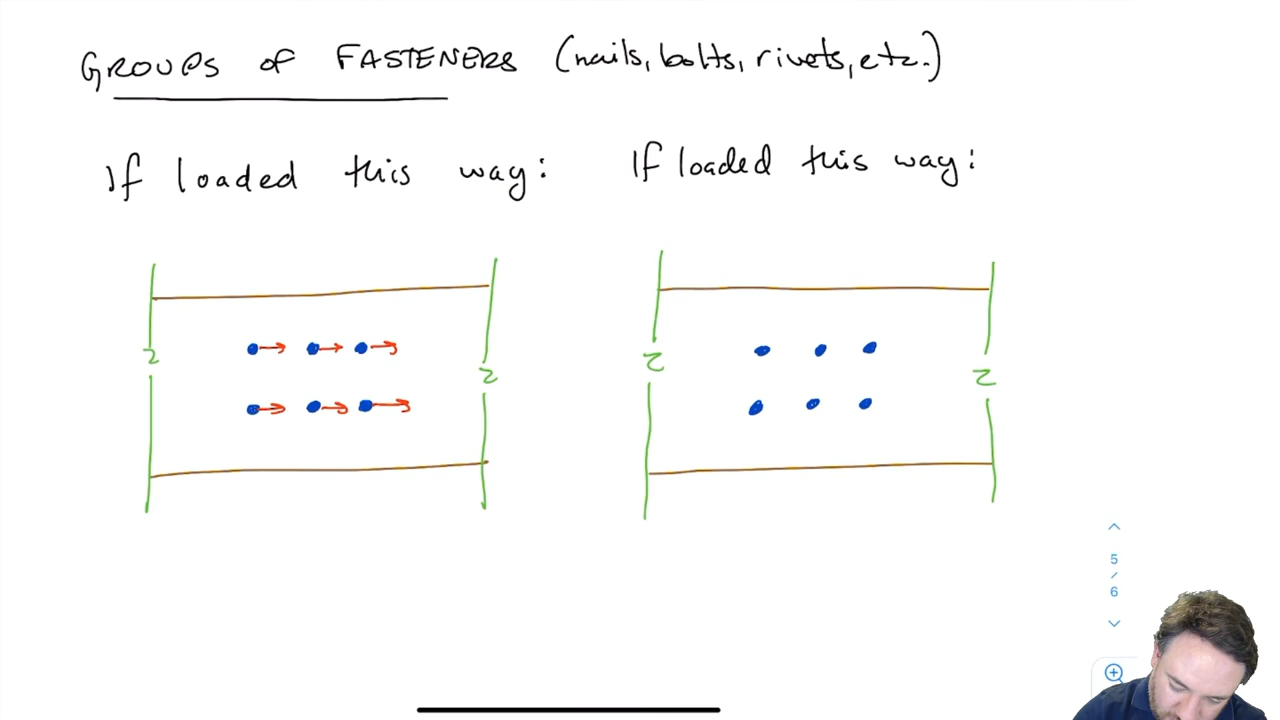 GROUPS of FASTENERS (nails, bolts, rivets, etc.)
If loaded this way:
If loaded this way:
5
/
6